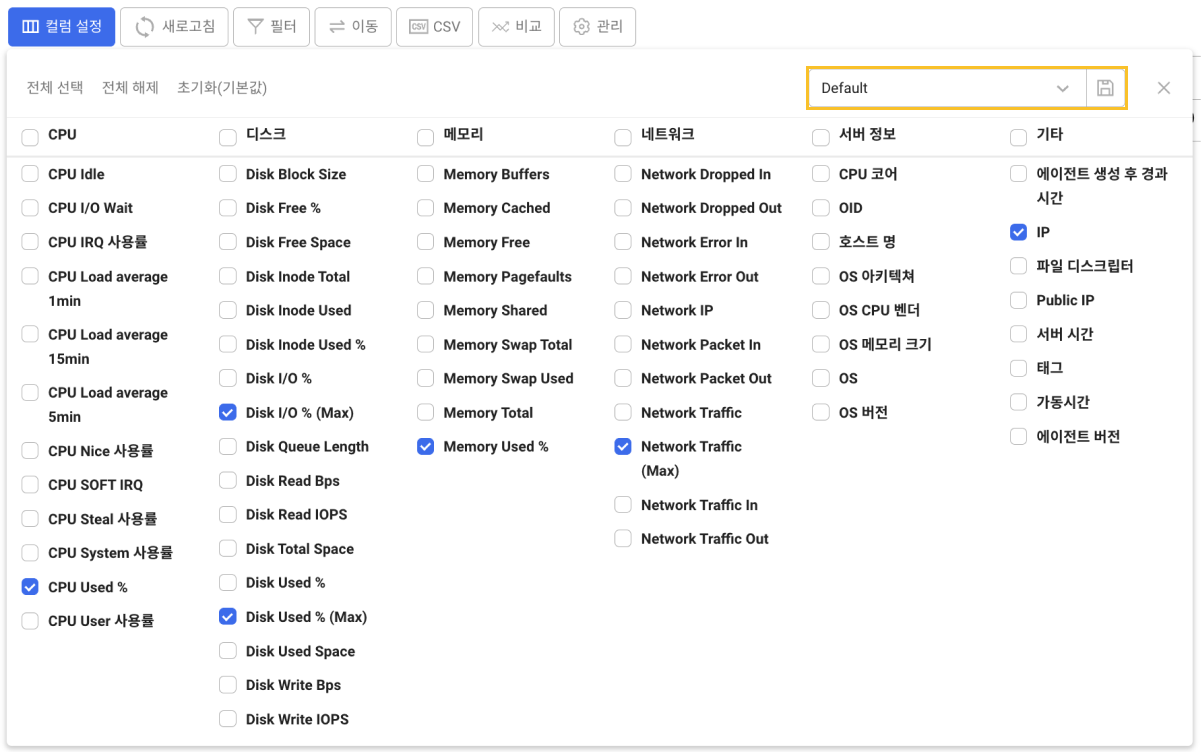 컬럼 설정
새로고침
필터
이동
CSV CSV
비교
관리
전체 선택 전체 해제 초기화(기본값)
Default
CPU
CPU Idle
CPU I/O Wait
CPU IRQ 사용률
CPU Load average
1min
CPU Load average
15min
CPU Load average
5min
CPU Nice 사용률
CPU SOFT IRQ
CPU Steal 사용률
CPU System 사용률
CPU Used %
CPU User 사용률
디스크
Disk Block Size
Disk Free %
Disk Free Space
Disk Inode Total
Disk Inode Used
Disk Inode Used %
Disk I/O %
Disk I/O % (Max)
Disk Queue Length
Disk Read Bps
Disk Read IOPS
Disk Total Space
Disk Used %
Disk Used % (Max)
Disk Used Space
Disk Write Bps
Disk Write IOPS
메모리
Memory Buffers
Memory Cached
Memory Free
Memory Pagefaults
Memory Shared
Memory Swap Total
Memory Swap Used
Memory Total
Memory Used %
네트워크
Network Dropped In
Network Dropped Out
Network Error In
Network Error Out
Network IP
Network Packet In
Network Packet Out
Network Traffic
Network Traffic
(Max)
Network Traffic In
Network Traffic Out
서버 정보
CPU 코어
OID
호스트 명
OS 아키텍쳐
OS CPU 벤더
OS 메모리 크기
OS
OS 버전
기타
에이전트 생성 후 경과
시간
IP
파일 디스크립터
Public IP
서버 시간
태그
가동시간
에이전트 버전